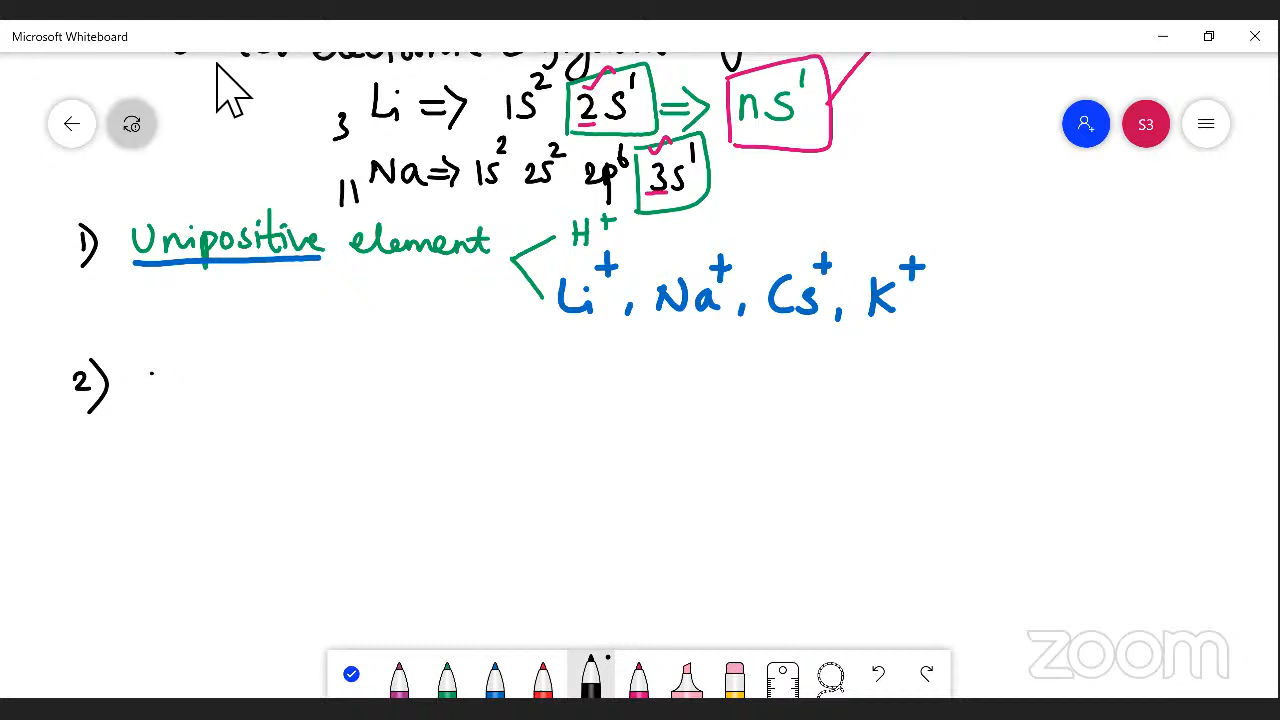 Microsoft Whiteboard
3 Li => 1s² 2s¹ => ns¹
S3
11 Na => 1s² 2s² 2p⁶ 3s¹
1) Unipositive element H⁺
Li⁺, Na⁺, Cs⁺, K⁺
2)
zoom